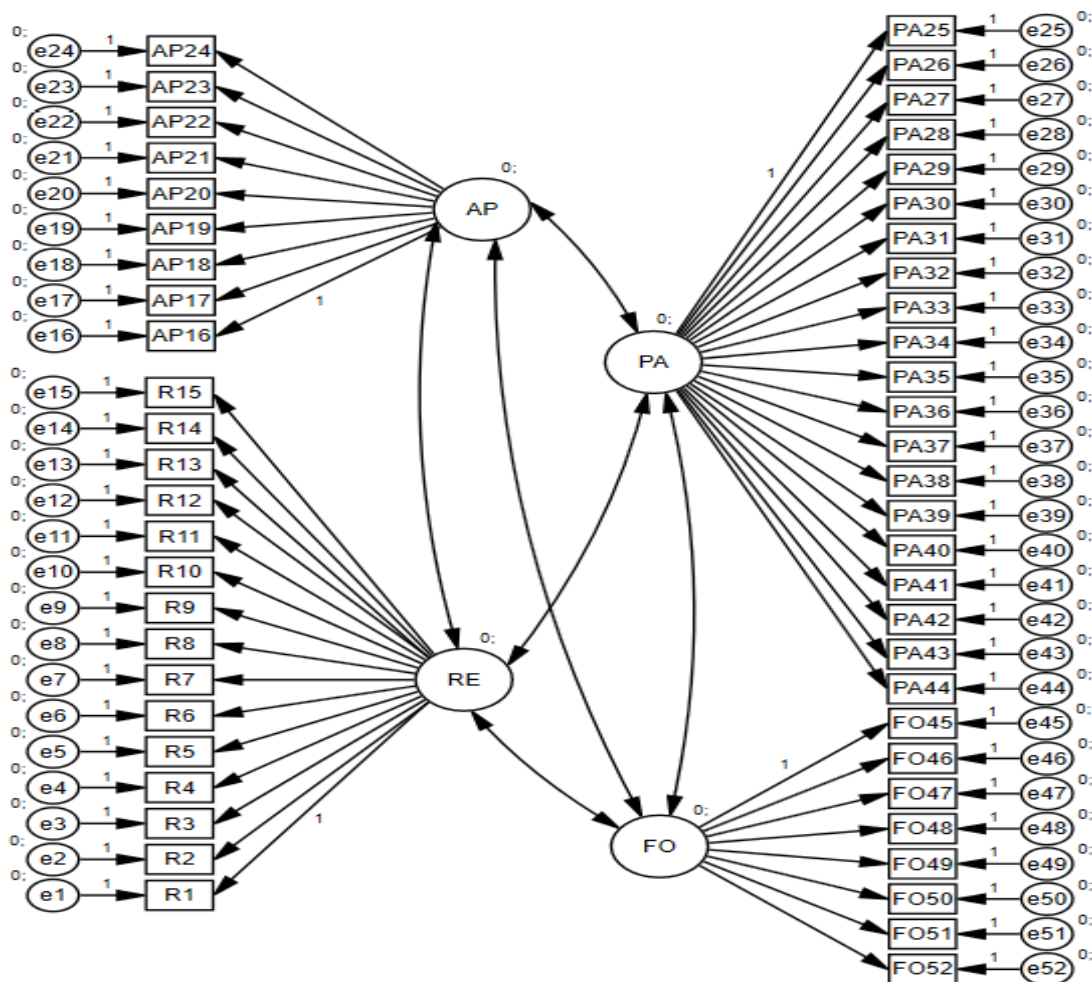 0; e24 1 AP24
0; e23 1 AP23
0; e22 1 AP22
0; e21 1 AP21
0; e20 1 AP20
0; e19 1 AP19
0; e18 1 AP18
0; e17 1 AP17
0; e16 1 AP16
1
0;
AP
0; e15 1 R15
0; e14 1 R14
0; e13 1 R13
0; e12 1 R12
0; e11 1 R11
0; e10 1 R10
0; e9 1 R9
0; e8 1 R8
0; e7 1 R7
0; e6 1 R6
0; e5 1 R5
0; e4 1 R4
0; e3 1 R3
0; e2 1 R2
0; e1 1 R1
1
0;
RE
PA25 1 e25 0;
PA26 1 e26 0;
PA27 1 e27 0;
PA28 1 e28 0;
PA29 1 e29 0;
PA30 1 e30 0;
PA31 1 e31 0;
PA32 1 e32 0;
PA33 1 e33 0;
PA34 1 e34 0;
PA35 1 e35 0;
PA36 1 e36 0;
PA37 1 e37 0;
PA38 1 e38 0;
PA39 1 e39 0;
PA40 1 e40 0;
PA41 1 e41 0;
PA42 1 e42 0;
PA43 1 e43 0;
PA44 1 e44 0;
1
0;
PA
FO45 1 e45 0;
FO46 1 e46 0;
FO47 1 e47 0;
FO48 1 e48 0;
FO49 1 e49 0;
FO50 1 e50 0;
FO51 1 e51 0;
FO52 1 e52 0;
1
0;
FO